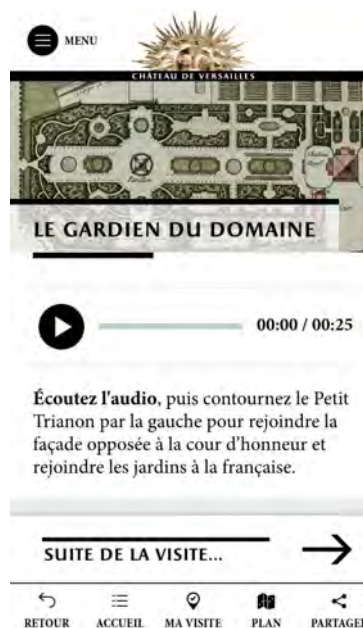 MENU
CHÂTEAU DE VERSAILLES
LE GARDIEN DU DOMAINE
00:00 / 00:25
Écoutez l'audio, puis contournez le Petit
Trianon par la gauche pour rejoindre la
façade opposée à la cour d’honneur et
rejoindre les jardins à la française.
SUITE DE LA VISITE...
RETOUR ACCUEIL MA VISITE PLAN PARTAGER